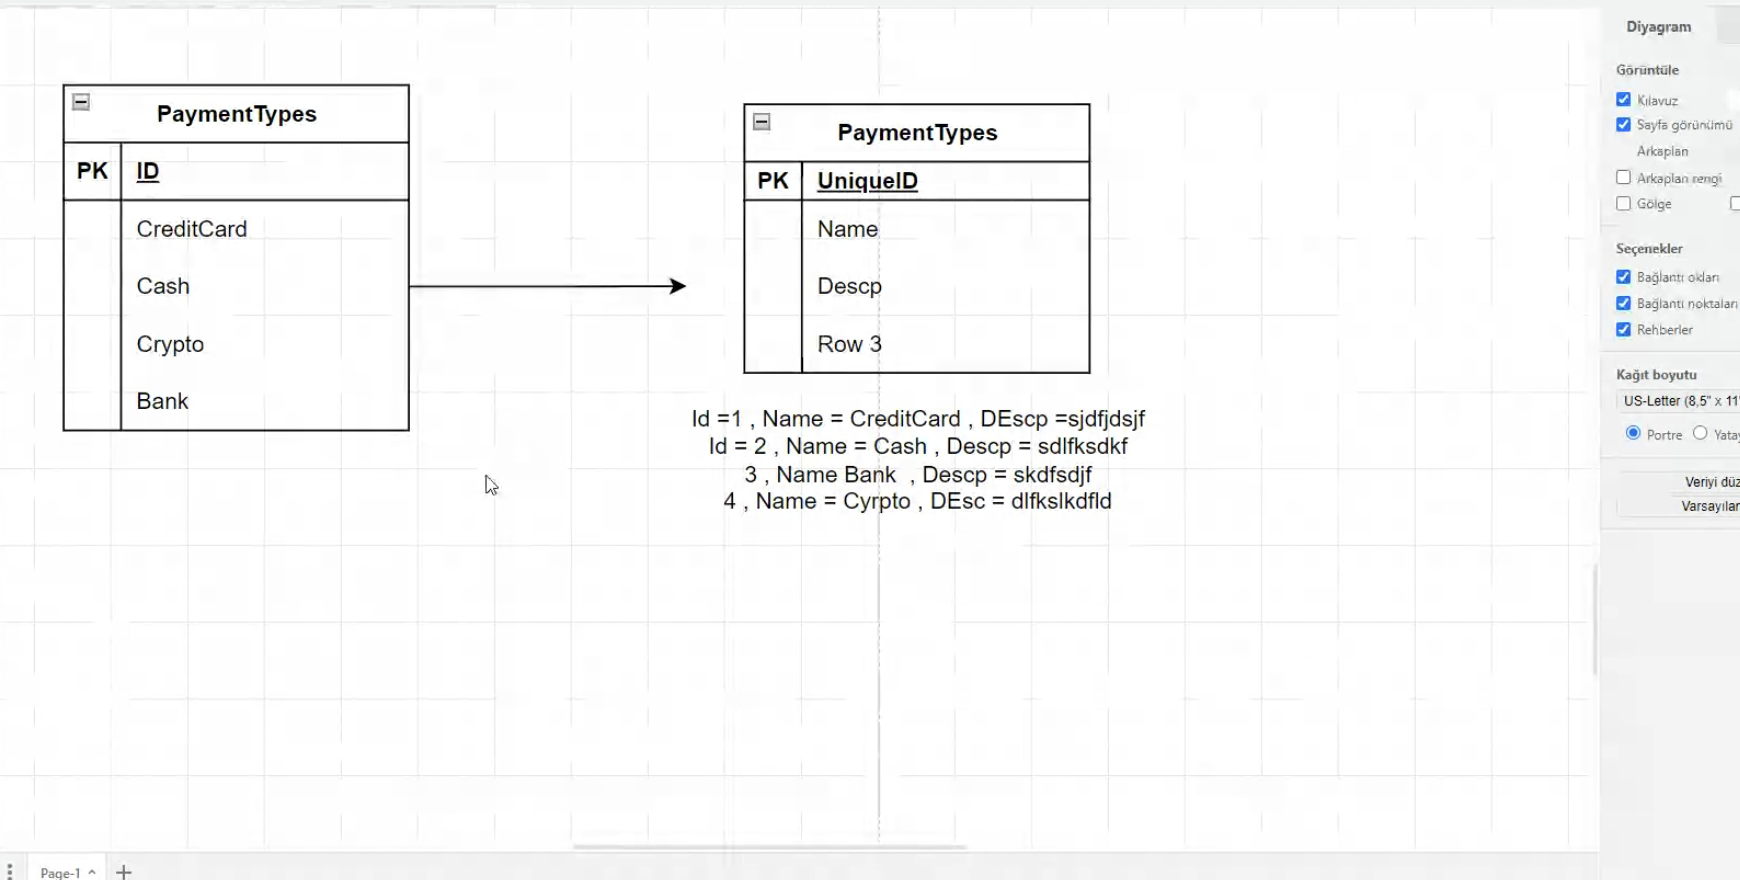 PaymentTypes
PK ID
CreditCard
Cash
Crypto
Bank
PaymentTypes
PK UniqueID
Name
Descp
Row 3
Id =1 , Name = CreditCard , DEscp =sjdfjdsjf
Id = 2 , Name = Cash , Descp = sdlfksdkf
3 , Name Bank , Descp = skdfsdjf
4 , Name = Cyrpto , DEsc = dlfkslkdfld
Diyagram
Görüntüle
Kılavuz
Sayfa görünümü
Arkaplan
Arkaplan rengi
Gölge
Seçenekler
Bağlantı okları
Bağlantı noktaları
Rehberler
Kağıt boyutu
US-Letter (8,5" x 11"
Portre Yatay
Veriyi düz
Varsayılan
Page-1